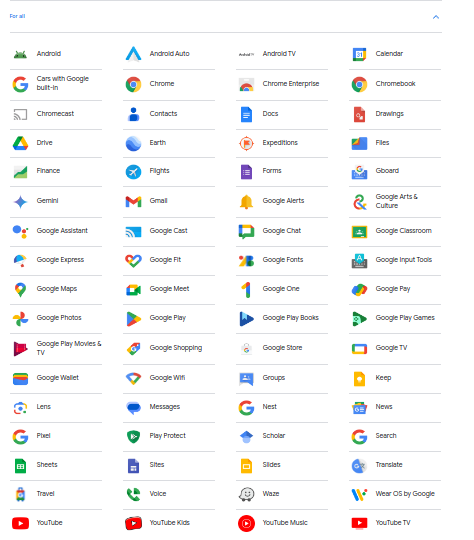 For all
Android
Android Auto
Android TV
Calendar
Cars with Google
built-in
Chrome
Chrome Enterprise
Chromebook
Chromecast
Contacts
Docs
Drawings
Drive
Earth
Expeditions
Files
Finance
Flights
Forms
Gboard
Gemini
Gmail
Google Alerts
Google Arts &
Culture
Google Assistant
Google Cast
Google Chat
Google Classroom
Google Express
Google Fit
Google Fonts
Google Input Tools
Google Maps
Google Meet
Google One
Google Pay
Google Photos
Google Play
Google Play Books
Google Play Games
Google Play Movies &
TV
Google Shopping
Google Store
Google TV
Google Wallet
Google Wifi
Groups
Keep
Lens
Messages
Nest
News
Pixel
Play Protect
Scholar
Search
Sheets
Sites
Slides
Translate
Travel
Voice
Waze
Wear OS by Google
YouTube
YouTube Kids
YouTube Music
YouTube TV